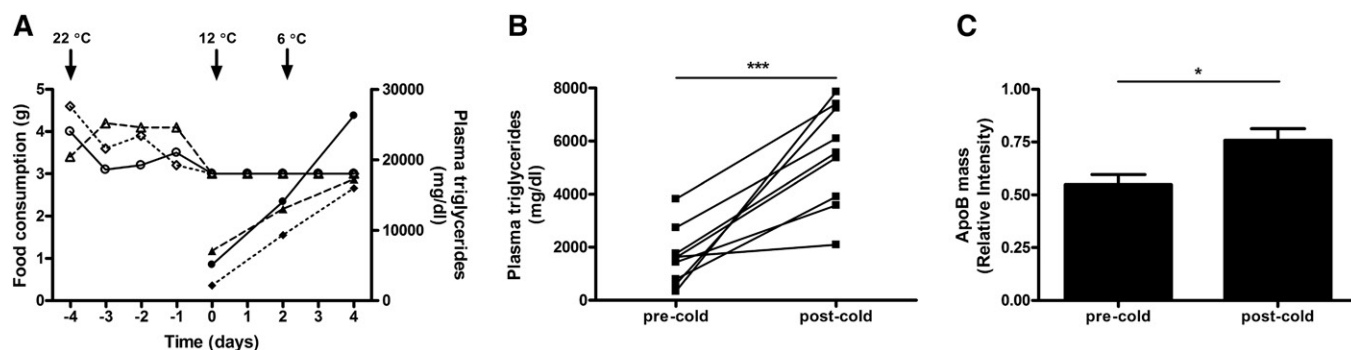 A
22 °C 12 °C 6 °C
Food consumption (g)
5
4
3
2
1
0
-4 -3 -2 -1 0 1 2 3 4
Time (days)
30000
20000
10000
0
Plasma triglycerides
(mg/dl)
B
***
Plasma triglycerides
(mg/dl)
8000
6000
4000
2000
0
pre-cold post-cold
C
*
ApoB mass
(Relative Intensity)
1.00
0.75
0.50
0.25
0.00
pre-cold post-cold